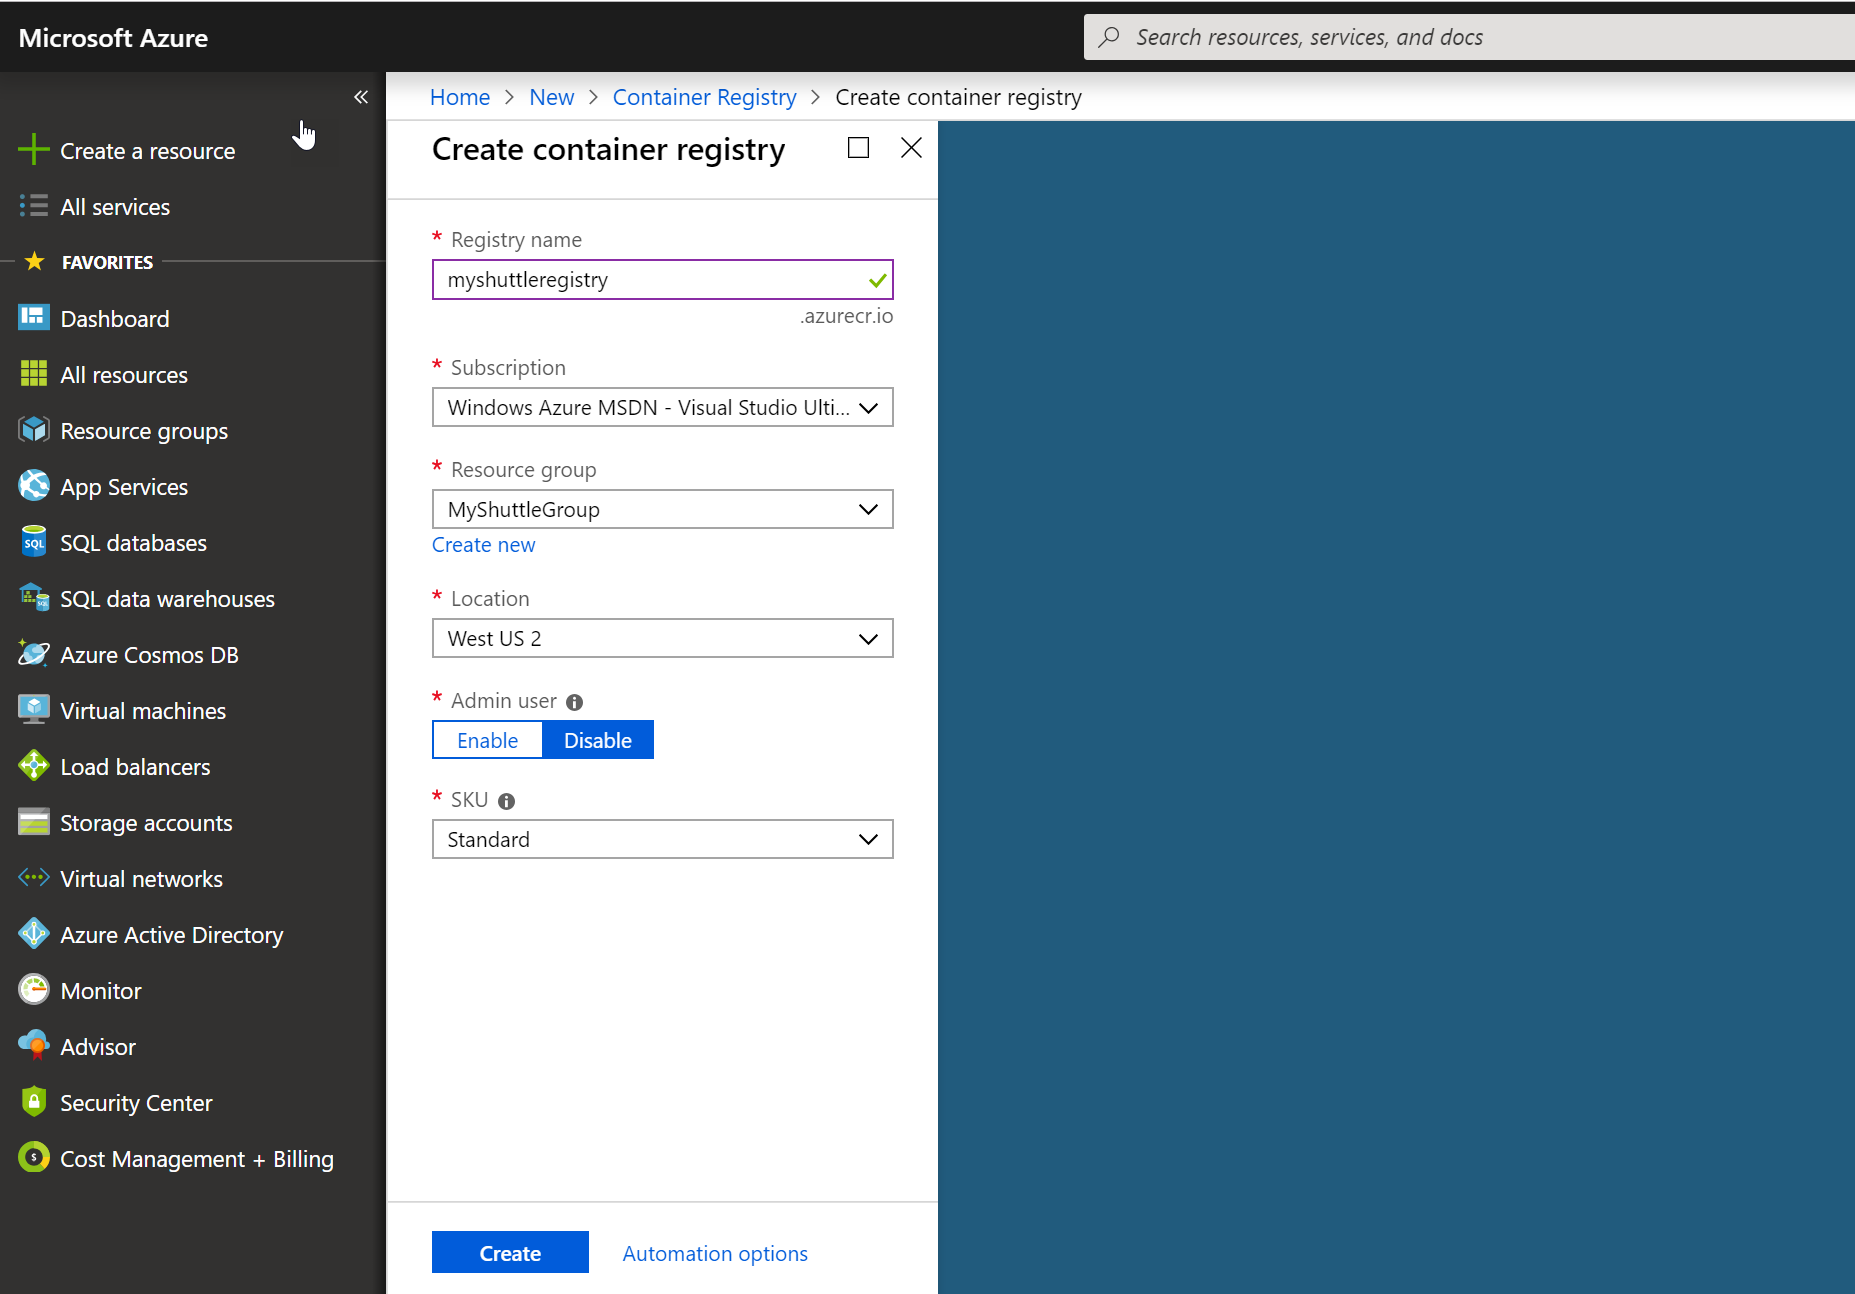 Microsoft Azure
Search resources, services, and docs
Home > New > Container Registry > Create container registry
Create a resource
All services
FAVORITES
Dashboard
All resources
Resource groups
App Services
SQL
SQL databases
SQL data warehouses
Azure Cosmos DB
Virtual machines
Load balancers
Storage accounts
Virtual networks
Azure Active Directory
Monitor
Advisor
Security Center
Cost Management + Billing
Create container registry
* Registry name
myshuttleregistry
.azurecr.io
* Subscription
Windows Azure MSDN - Visual Studio Ulti...
* Resource group
MyShuttleGroup
Create new
* Location
West US 2
* Admin user
Enable Disable
* SKU
Standard
Create Automation options